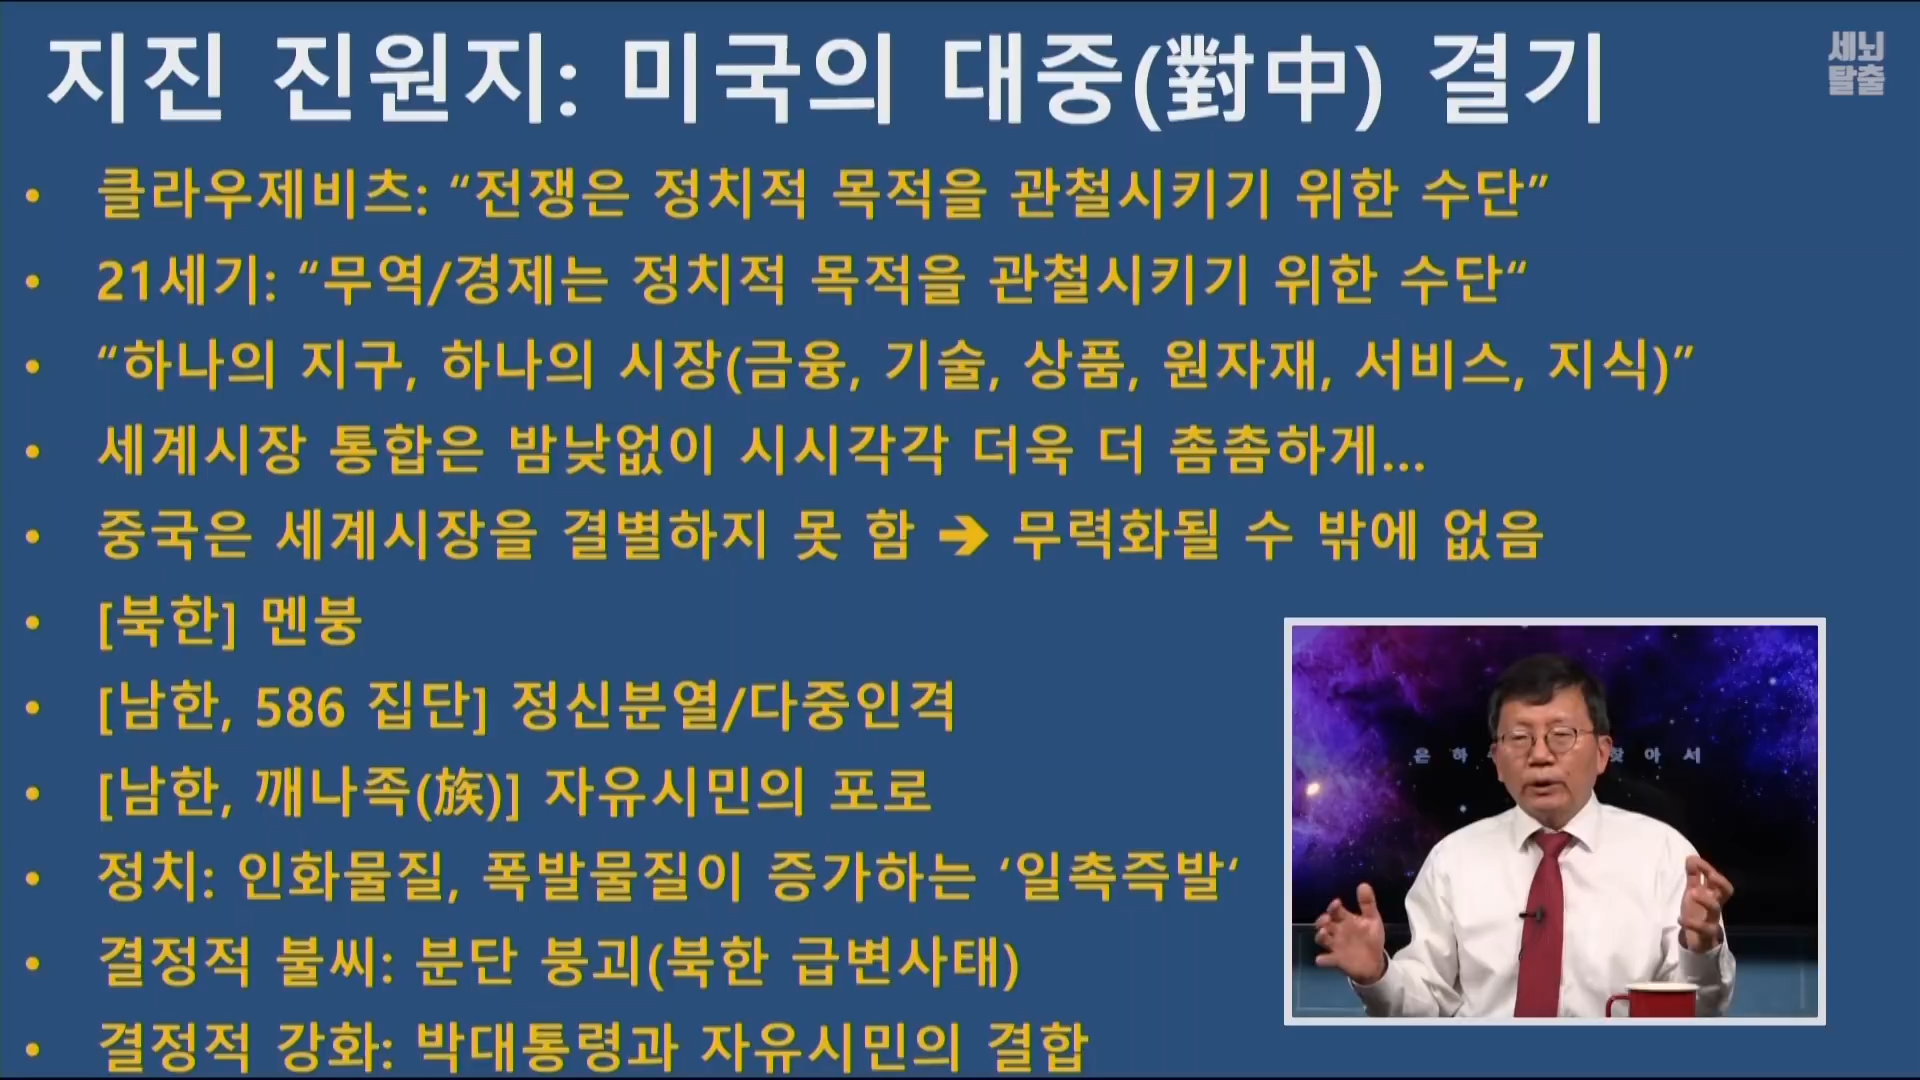 지진 진원지: 미국의 대중(對中) 결기
세뇌
탈출
• 클라우제비츠: “전쟁은 정치적 목적을 관철시키기 위한 수단”
• 21세기: “무역/경제는 정치적 목적을 관철시키기 위한 수단“
• “하나의 지구, 하나의 시장(금융, 기술, 상품, 원자재, 서비스, 지식)”
• 세계시장 통합은 밤낮없이 시시각각 더욱 더 촘촘하게...
• 중국은 세계시장을 결별하지 못 함 ➔ 무력화될 수 밖에 없음
• [북한] 멘붕
• [남한, 586 집단] 정신분열/다중인격
• [남한, 깨나족(族)] 자유시민의 포로
• 정치: 인화물질, 폭발물질이 증가하는 ‘일촉즉발‘
• 결정적 불씨: 분단 붕괴(북한 급변사태)
• 결정적 강화: 박대통령과 자유시민의 결합
은 하 찾 아 서